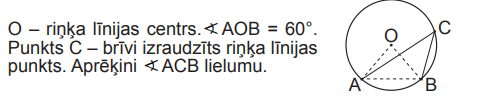 O – riņķa līnijas centrs. ∢ AOB = 60°.
Punkts C – brīvi izraudzīts riņķa līnijas
punkts. Aprēķini ∢ ACB lielumu.
C
O
A
B